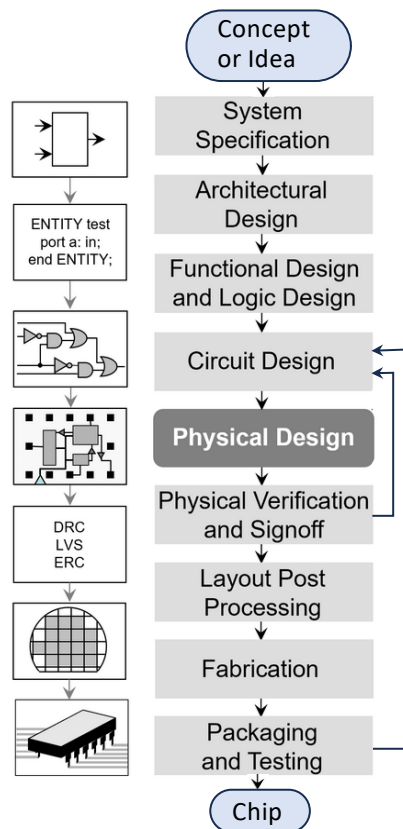 Concept
or Idea
System
Specification
Architectural
Design
ENTITY test
port a: in;
end ENTITY;
Functional Design
and Logic Design
Circuit Design
Physical Design
Physical Verification
and Signoff
DRC
LVS
ERC
Layout Post
Processing
Fabrication
Packaging
and Testing
Chip